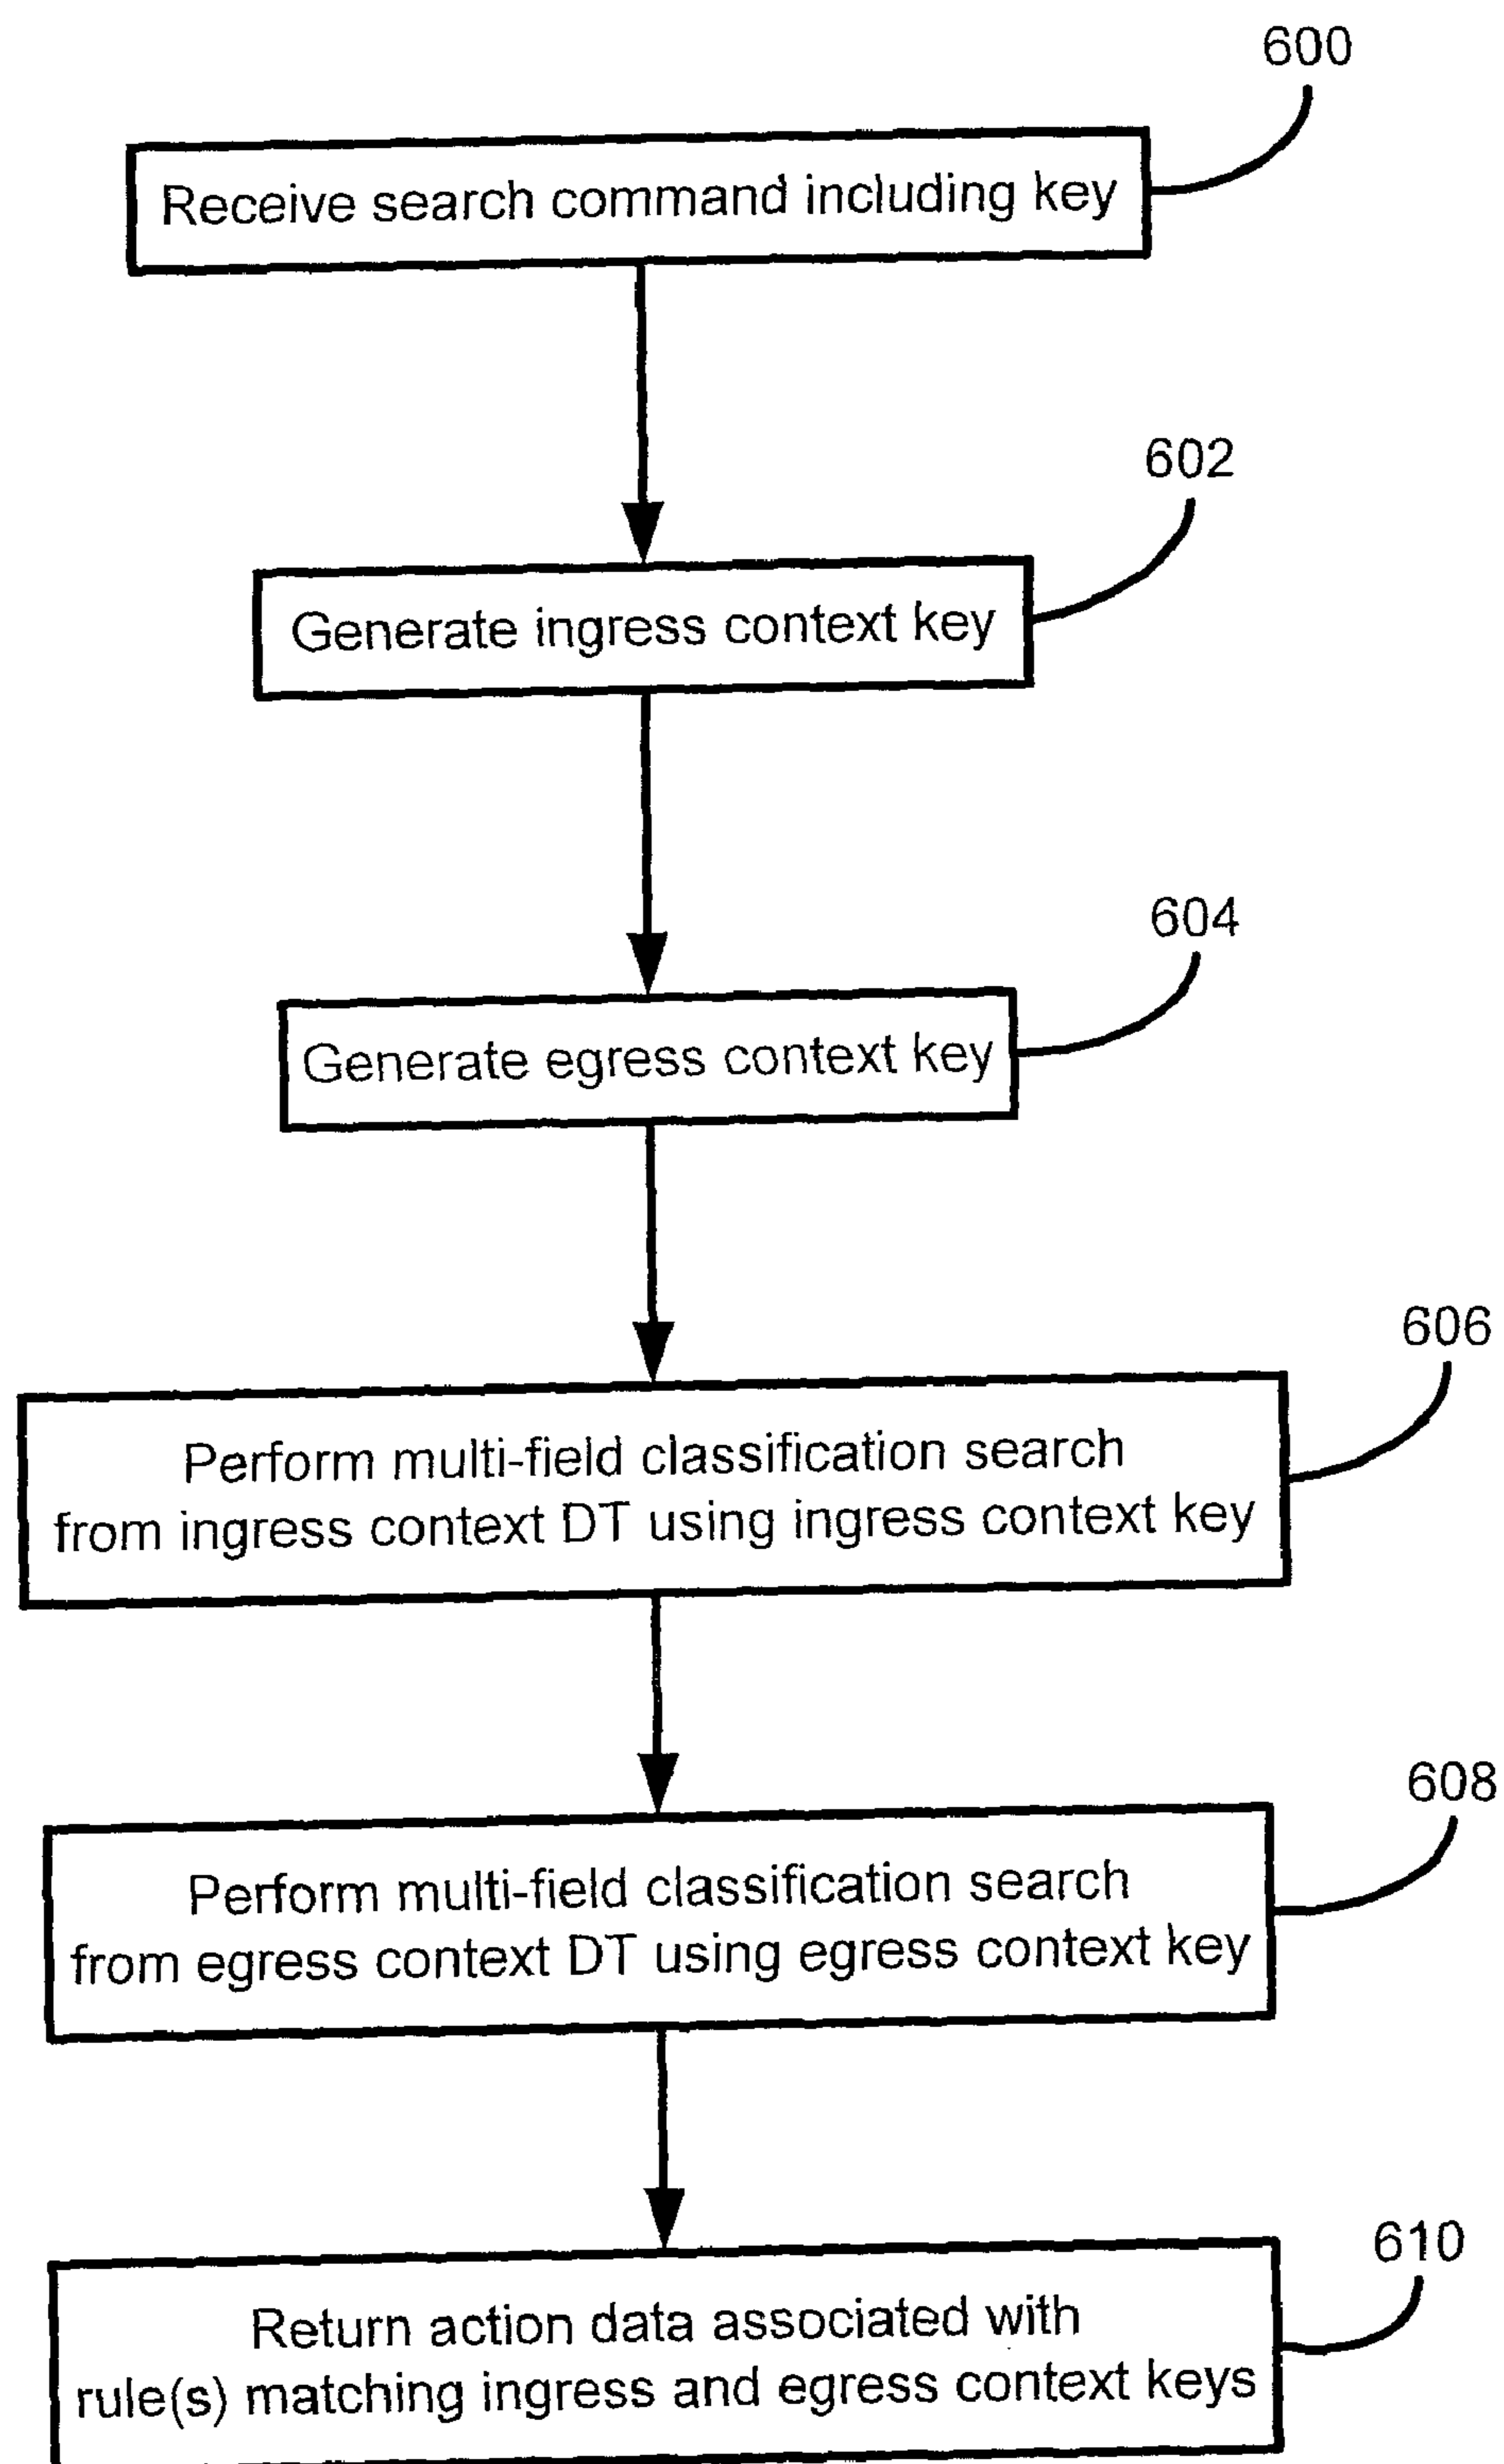 600
Receive search command including key
602
Generate ingress context key
604
Generate egress context key
606
Perform multi-field classification search
from ingress context DT using ingress context key
608
Perform multi-field classification search
from egress context DT using egress context key
610
Return action data associated with
rule(s) matching ingress and egress context keys